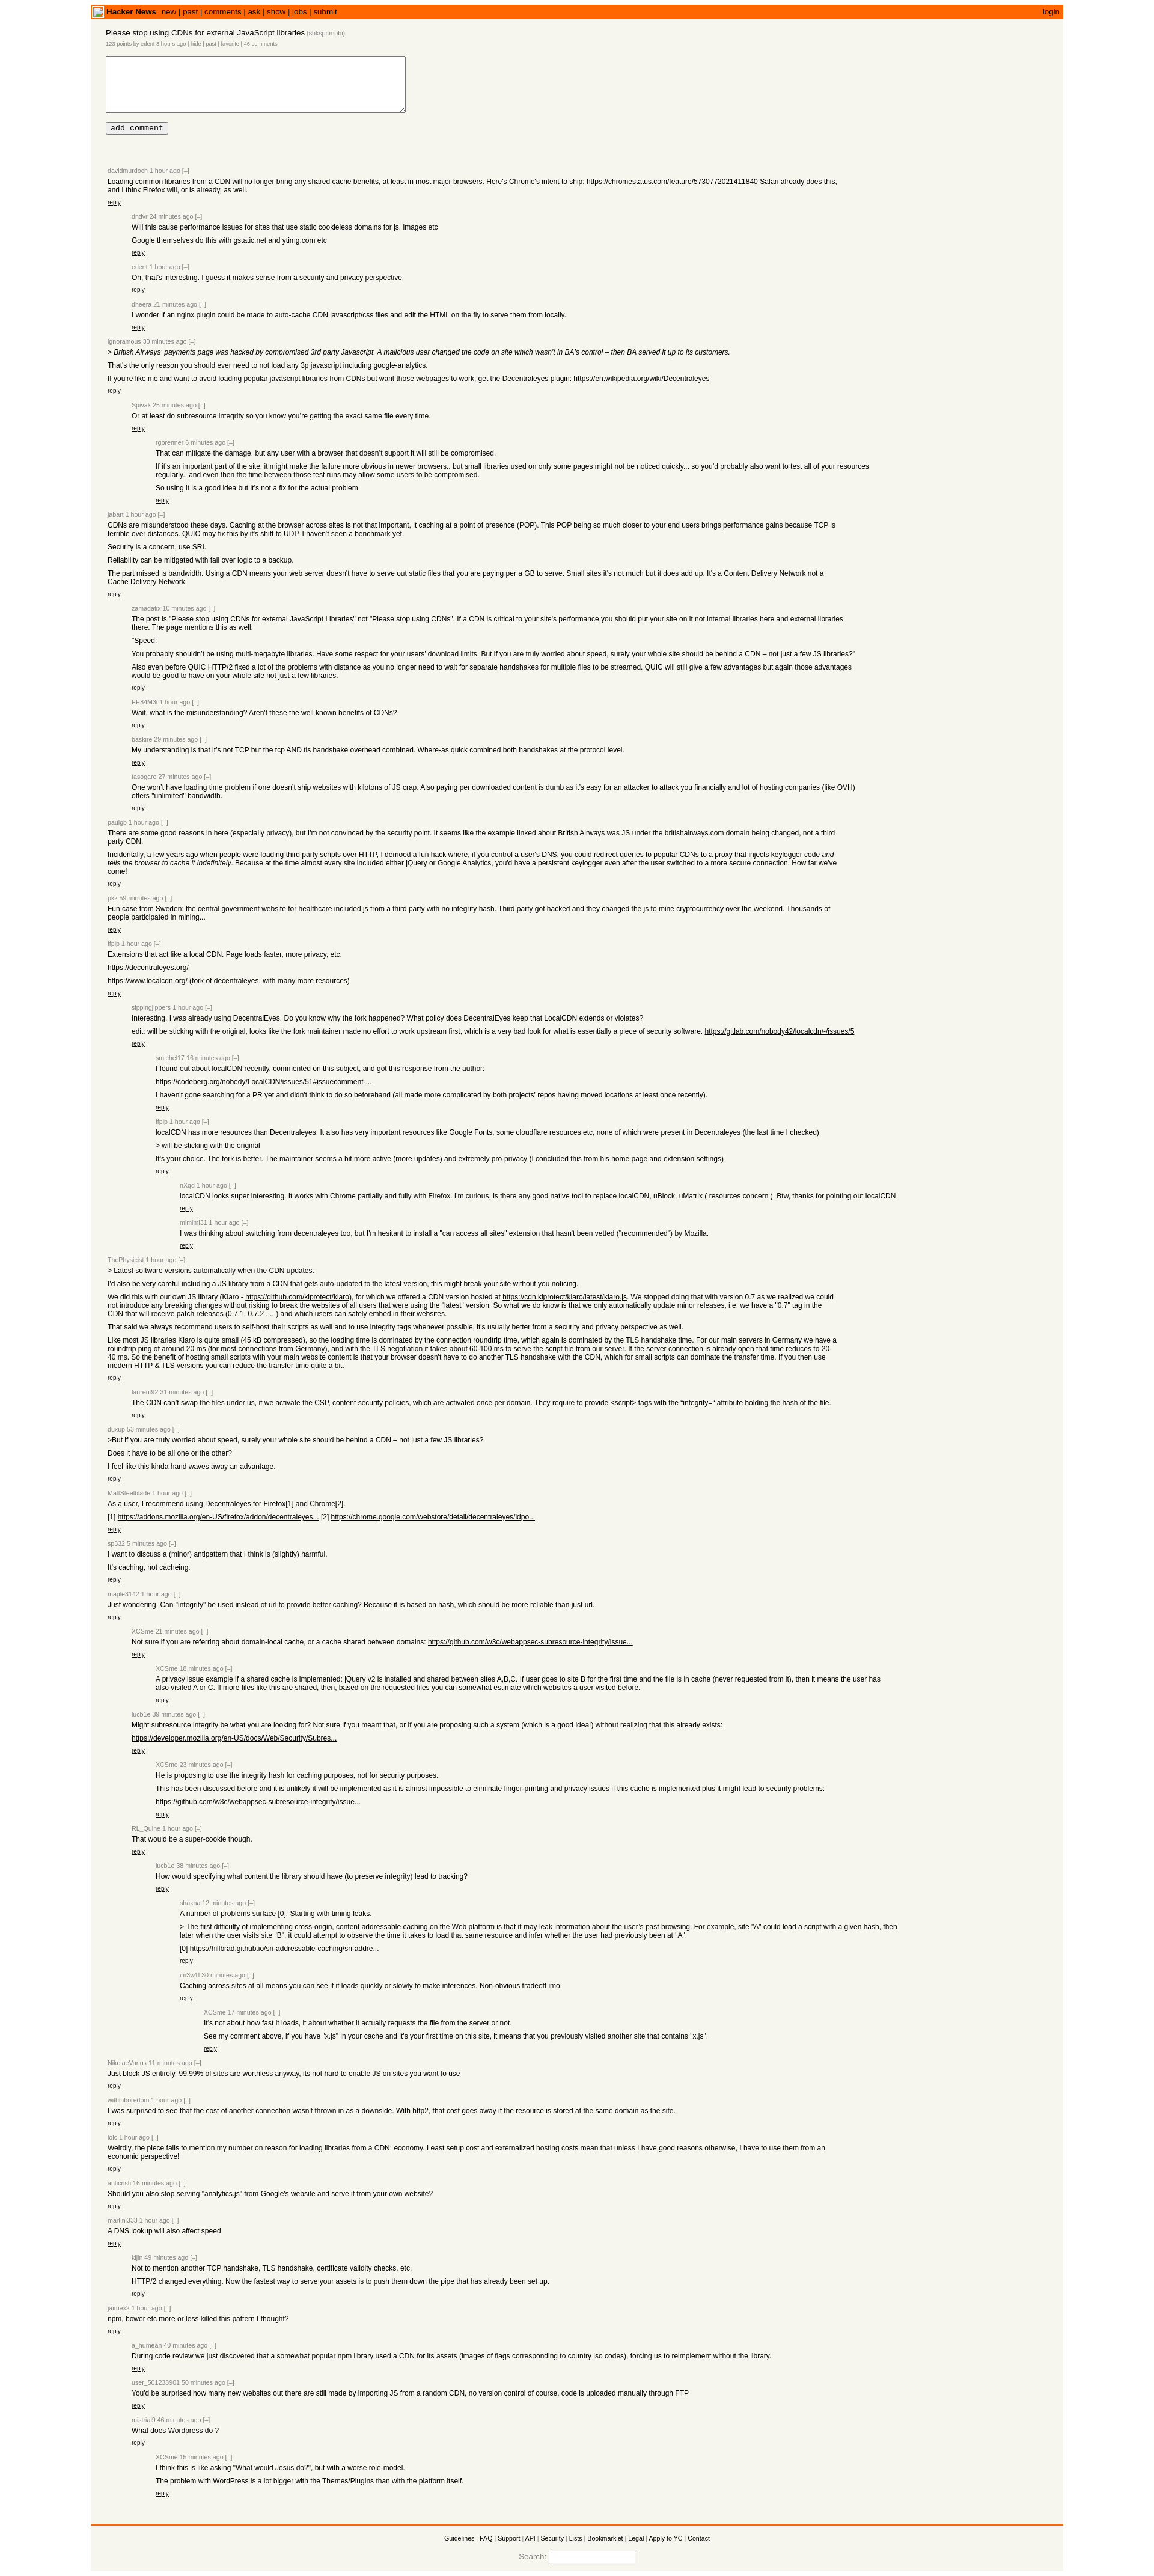 Hacker News new | past | comments | ask | show | jobs | submit login
Please stop using CDNs for external JavaScript libraries (shkspr.mobi)
123 points by edent 3 hours ago | hide | past | favorite | 46 comments
add comment
davidmurdoch 1 hour ago [–]
Loading common libraries from a CDN will no longer bring any shared cache benefits, at least in most major browsers. Here's Chrome's intent to ship: https://chromestatus.com/feature/5730772021411840 Safari already does this,
and I think Firefox will, or is already, as well.
reply
dndvr 24 minutes ago [–]
Will this cause performance issues for sites that use static cookieless domains for js, images etc
Google themselves do this with gstatic.net and ytimg.com etc
reply
edent 1 hour ago [–]
Oh, that's interesting. I guess it makes sense from a security and privacy perspective.
reply
dheera 21 minutes ago [–]
I wonder if an nginx plugin could be made to auto-cache CDN javascript/css files and edit the HTML on the fly to serve them from locally.
reply
ignoramous 30 minutes ago [–]
> British Airways' payments page was hacked by compromised 3rd party Javascript. A malicious user changed the code on site which wasn't in BA's control – then BA served it up to its customers.
That's the only reason you should ever need to not load any 3p javascript including google-analytics.
If you're like me and want to avoid loading popular javascript libraries from CDNs but want those webpages to work, get the Decentraleyes plugin: https://en.wikipedia.org/wiki/Decentraleyes
reply
Spivak 25 minutes ago [–]
Or at least do subresource integrity so you know you're getting the exact same file every time.
reply
rgbrenner 6 minutes ago [–]
That can mitigate the damage, but any user with a browser that doesn't support it will still be compromised.
If it's an important part of the site, it might make the failure more obvious in newer browsers.. but small libraries used on only some pages might not be noticed quickly... so you'd probably also want to test all of your resources
regularly.. and even then the time between those test runs may allow some users to be compromised.
So using it is a good idea but it's not a fix for the actual problem.
reply
jabart 1 hour ago [–]
CDNs are misunderstood these days. Caching at the browser across sites is not that important, it caching at a point of presence (POP). This POP being so much closer to your end users brings performance gains because TCP is
terrible over distances. QUIC may fix this by it's shift to UDP. I haven't seen a benchmark yet.
Security is a concern, use SRI.
Reliability can be mitigated with fail over logic to a backup.
The part missed is bandwidth. Using a CDN means your web server doesn't have to serve out static files that you are paying per a GB to serve. Small sites it's not much but it does add up. It's a Content Delivery Network not a
Cache Delivery Network.
reply
zamadatix 10 minutes ago [–]
The post is "Please stop using CDNs for external JavaScript Libraries" not "Please stop using CDNs". If a CDN is critical to your site's performance you should put your site on it not internal libraries here and external libraries
there. The page mentions this as well:
"Speed:
You probably shouldn't be using multi-megabyte libraries. Have some respect for your users' download limits. But if you are truly worried about speed, surely your whole site should be behind a CDN – not just a few JS libraries?"
Also even before QUIC HTTP/2 fixed a lot of the problems with distance as you no longer need to wait for separate handshakes for multiple files to be streamed. QUIC will still give a few advantages but again those advantages
would be good to have on your whole site not just a few libraries.
reply
EE84M3i 1 hour ago [–]
Wait, what is the misunderstanding? Aren't these the well known benefits of CDNs?
reply
baskire 29 minutes ago [–]
My understanding is that it's not TCP but the tcp AND tls handshake overhead combined. Where-as quick combined both handshakes at the protocol level.
reply
tasogare 27 minutes ago [–]
One won't have loading time problem if one doesn't ship websites with kilotons of JS crap. Also paying per downloaded content is dumb as it's easy for an attacker to attack you financially and lot of hosting companies (like OVH)
offers "unlimited" bandwidth.
reply
paulgb 1 hour ago [–]
There are some good reasons in here (especially privacy), but I'm not convinced by the security point. It seems like the example linked about British Airways was JS under the britishairways.com domain being changed, not a third
party CDN.
Incidentally, a few years ago when people were loading third party scripts over HTTP, I demoed a fun hack where, if you control a user's DNS, you could redirect queries to popular CDNs to a proxy that injects keylogger code and
tells the browser to cache it indefinitely. Because at the time almost every site included either jQuery or Google Analytics, you'd have a persistent keylogger even after the user switched to a more secure connection. How far we've
come!
reply
pkz 59 minutes ago [–]
Fun case from Sweden: the central government website for healthcare included js from a third party with no integrity hash. Third party got hacked and they changed the js to mine cryptocurrency over the weekend. Thousands of
people participated in mining...
reply
ffpip 1 hour ago [–]
Extensions that act like a local CDN. Page loads faster, more privacy, etc.
https://decentraleyes.org/
https://www.localcdn.org/ (fork of decentraleyes, with many more resources)
reply
sippingjippers 1 hour ago [–]
Interesting, I was already using DecentralEyes. Do you know why the fork happened? What policy does DecentralEyes keep that LocalCDN extends or violates?
edit: will be sticking with the original, looks like the fork maintainer made no effort to work upstream first, which is a very bad look for what is essentially a piece of security software. https://gitlab.com/nobody42/localcdn/-/issues/5
reply
smichel17 16 minutes ago [–]
I found out about localCDN recently, commented on this subject, and got this response from the author:
https://codeberg.org/nobody/LocalCDN/issues/51#issuecomment-...
I haven't gone searching for a PR yet and didn't think to do so beforehand (all made more complicated by both projects' repos having moved locations at least once recently).
reply
ffpip 1 hour ago [–]
localCDN has more resources than Decentraleyes. It also has very important resources like Google Fonts, some cloudflare resources etc, none of which were present in Decentraleyes (the last time I checked)
> will be sticking with the original
It's your choice. The fork is better. The maintainer seems a bit more active (more updates) and extremely pro-privacy (I concluded this from his home page and extension settings)
reply
nXqd 1 hour ago [–]
localCDN looks super interesting. It works with Chrome partially and fully with Firefox. I'm curious, is there any good native tool to replace localCDN, uBlock, uMatrix ( resources concern ). Btw, thanks for pointing out localCDN
reply
mimimi31 1 hour ago [–]
I was thinking about switching from decentraleyes too, but I'm hesitant to install a "can access all sites" extension that hasn't been vetted ("recommended") by Mozilla.
reply
ThePhysicist 1 hour ago [–]
> Latest software versions automatically when the CDN updates.
I'd also be very careful including a JS library from a CDN that gets auto-updated to the latest version, this might break your site without you noticing.
We did this with our own JS library (Klaro - https://github.com/kiprotect/klaro), for which we offered a CDN version hosted at https://cdn.kiprotect/klaro/latest/klaro.js. We stopped doing that with version 0.7 as we realized we could
not introduce any breaking changes without risking to break the websites of all users that were using the "latest" version. So what we do know is that we only automatically update minor releases, i.e. we have a "0.7" tag in the
CDN that will receive patch releases (0.7.1, 0.7.2 , ...) and which users can safely embed in their websites.
That said we always recommend users to self-host their scripts as well and to use integrity tags whenever possible, it's usually better from a security and privacy perspective as well.
Like most JS libraries Klaro is quite small (45 kB compressed), so the loading time is dominated by the connection roundtrip time, which again is dominated by the TLS handshake time. For our main servers in Germany we have a
roundtrip ping of around 20 ms (for most connections from Germany), and with the TLS negotiation it takes about 60-100 ms to serve the script file from our server. If the server connection is already open that time reduces to 20-
40 ms. So the benefit of hosting small scripts with your main website content is that your browser doesn't have to do another TLS handshake with the CDN, which for small scripts can dominate the transfer time. If you then use
modern HTTP & TLS versions you can reduce the transfer time quite a bit.
reply
laurent92 31 minutes ago [–]
The CDN can't swap the files under us, if we activate the CSP, content security policies, which are activated once per domain. They require to provide <script> tags with the "integrity=" attribute holding the hash of the file.
reply
duxup 53 minutes ago [–]
>But if you are truly worried about speed, surely your whole site should be behind a CDN – not just a few JS libraries?
Does it have to be all one or the other?
I feel like this kinda hand waves away an advantage.
reply
MattSteelblade 1 hour ago [–]
As a user, I recommend using Decentraleyes for Firefox[1] and Chrome[2].
[1] https://addons.mozilla.org/en-US/firefox/addon/decentraleyes... [2] https://chrome.google.com/webstore/detail/decentraleyes/ldpo...
reply
sp332 5 minutes ago [–]
I want to discuss a (minor) antipattern that I think is (slightly) harmful.
It's caching, not cacheing.
reply
maple3142 1 hour ago [–]
Just wondering. Can "integrity" be used instead of url to provide better caching? Because it is based on hash, which should be more reliable than just url.
reply
XCSme 21 minutes ago [–]
Not sure if you are referring about domain-local cache, or a cache shared between domains: https://github.com/w3c/webappsec-subresource-integrity/issue...
reply
XCSme 18 minutes ago [–]
A privacy issue example if a shared cache is implemented: jQuery v2 is installed and shared between sites A,B,C. If user goes to site B for the first time and the file is in cache (never requested from it), then it means the user has
also visited A or C. If more files like this are shared, then, based on the requested files you can somewhat estimate which websites a user visited before.
reply
lucb1e 39 minutes ago [–]
Might subresource integrity be what you are looking for? Not sure if you meant that, or if you are proposing such a system (which is a good idea!) without realizing that this already exists:
https://developer.mozilla.org/en-US/docs/Web/Security/Subres...
reply
XCSme 23 minutes ago [–]
He is proposing to use the integrity hash for caching purposes, not for security purposes.
This has been discussed before and it is unlikely it will be implemented as it is almost impossible to eliminate finger-printing and privacy issues if this cache is implemented plus it might lead to security problems:
https://github.com/w3c/webappsec-subresource-integrity/issue...
reply
RL_Quine 1 hour ago [–]
That would be a super-cookie though.
reply
lucb1e 38 minutes ago [–]
How would specifying what content the library should have (to preserve integrity) lead to tracking?
reply
shakna 12 minutes ago [–]
A number of problems surface [0]. Starting with timing leaks.
> The first difficulty of implementing cross-origin, content addressable caching on the Web platform is that it may leak information about the user's past browsing. For example, site "A" could load a script with a given hash, then
later when the user visits site "B", it could attempt to observe the time it takes to load that same resource and infer whether the user had previously been at "A".
[0] https://hillbrad.github.io/sri-addressable-caching/sri-addre...
reply
im3w1l 30 minutes ago [–]
Caching across sites at all means you can see if it loads quickly or slowly to make inferences. Non-obvious tradeoff imo.
reply
XCSme 17 minutes ago [–]
It's not about how fast it loads, it about whether it actually requests the file from the server or not.
See my comment above, if you have "x.js" in your cache and it's your first time on this site, it means that you previously visited another site that contains "x.js".
reply
NikolaeVarius 11 minutes ago [–]
Just block JS entirely. 99.99% of sites are worthless anyway, its not hard to enable JS on sites you want to use
reply
withinboredom 1 hour ago [–]
I was surprised to see that the cost of another connection wasn't thrown in as a downside. With http2, that cost goes away if the resource is stored at the same domain as the site.
reply
lolc 1 hour ago [–]
Weirdly, the piece fails to mention my number on reason for loading libraries from a CDN: economy. Least setup cost and externalized hosting costs mean that unless I have good reasons otherwise, I have to use them from an
economic perspective!
reply
anticristi 16 minutes ago [–]
Should you also stop serving "analytics.js" from Google's website and serve it from your own website?
reply
martini333 1 hour ago [–]
A DNS lookup will also affect speed
reply
kijin 49 minutes ago [–]
Not to mention another TCP handshake, TLS handshake, certificate validity checks, etc.
HTTP/2 changed everything. Now the fastest way to serve your assets is to push them down the pipe that has already been set up.
reply
jaimex2 1 hour ago [–]
npm, bower etc more or less killed this pattern I thought?
reply
a_humean 40 minutes ago [–]
During code review we just discovered that a somewhat popular npm library used a CDN for its assets (images of flags corresponding to country iso codes), forcing us to reimplement without the library.
reply
user_501238901 50 minutes ago [–]
You'd be surprised how many new websites out there are still made by importing JS from a random CDN, no version control of course, code is uploaded manually through FTP
reply
mistrial9 46 minutes ago [–]
What does Wordpress do ?
reply
XCSme 15 minutes ago [–]
I think this is like asking "What would Jesus do?", but with a worse role-model.
The problem with WordPress is a lot bigger with the Themes/Plugins than with the platform itself.
reply
Guidelines | FAQ | Support | API | Security | Lists | Bookmarklet | Legal | Apply to YC | Contact
Search: